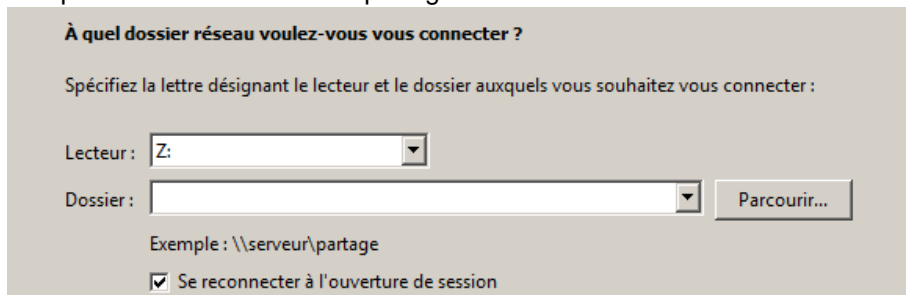 À quel dossier réseau voulez-vous vous connecter ?
Spécifiez la lettre désignant le lecteur et le dossier auxquels vous souhaitez vous connecter :
Lecteur : Z:
Dossier : Parcourir...
Exemple : \\serveur\partage
Se reconnecter à l'ouverture de session